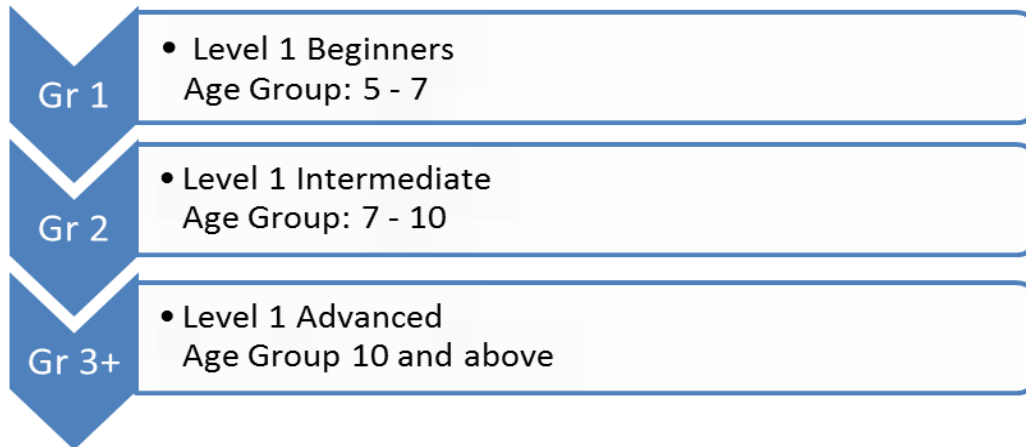 Gr 1
• Level 1 Beginners
Age Group: 5 - 7
Gr 2
• Level 1 Intermediate
Age Group: 7 - 10
Gr 3+
• Level 1 Advanced
Age Group 10 and above